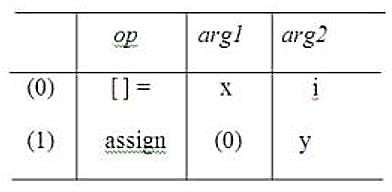 op arg1 arg2
(0) [ ] = x i
(1) assign (0) y